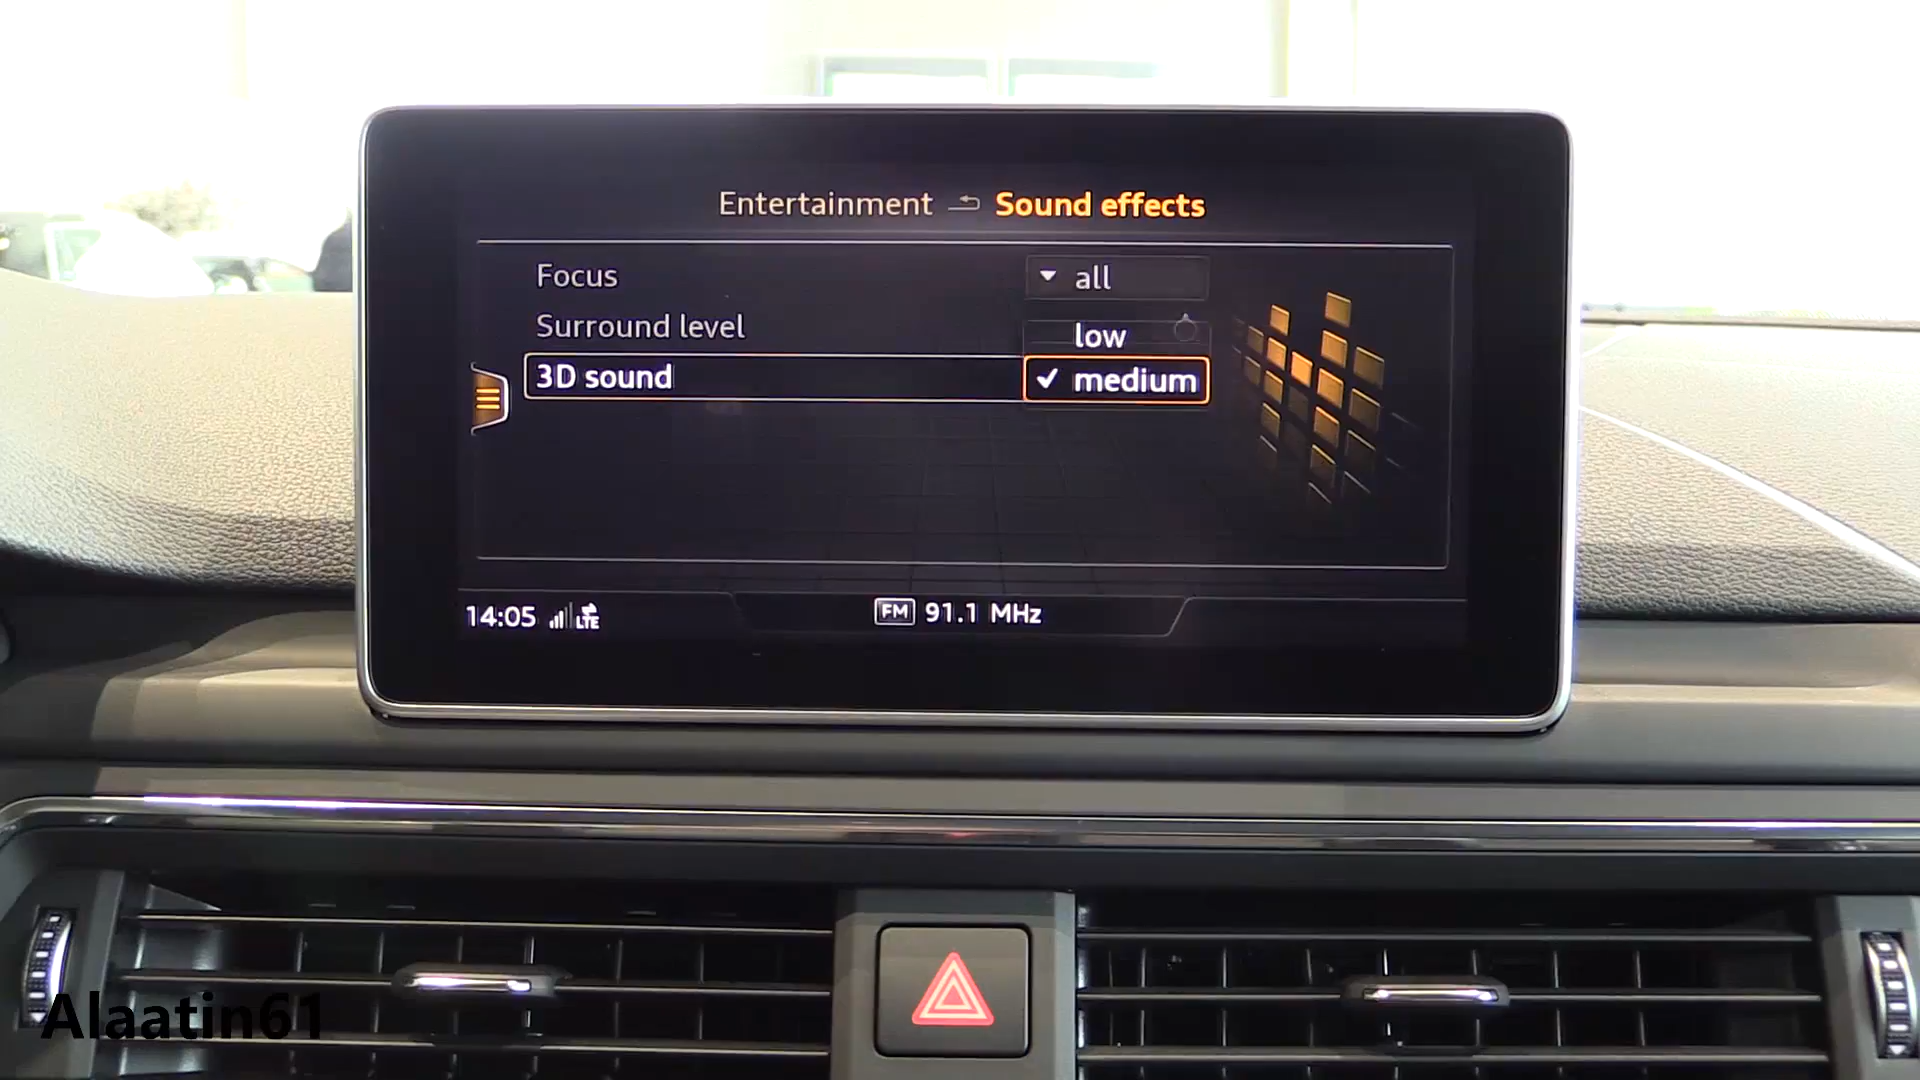 Entertainment Sound effects
Focus all
Surround level low
3D sound medium
14:05 LTE FM 91.1 MHz
Alaatin61